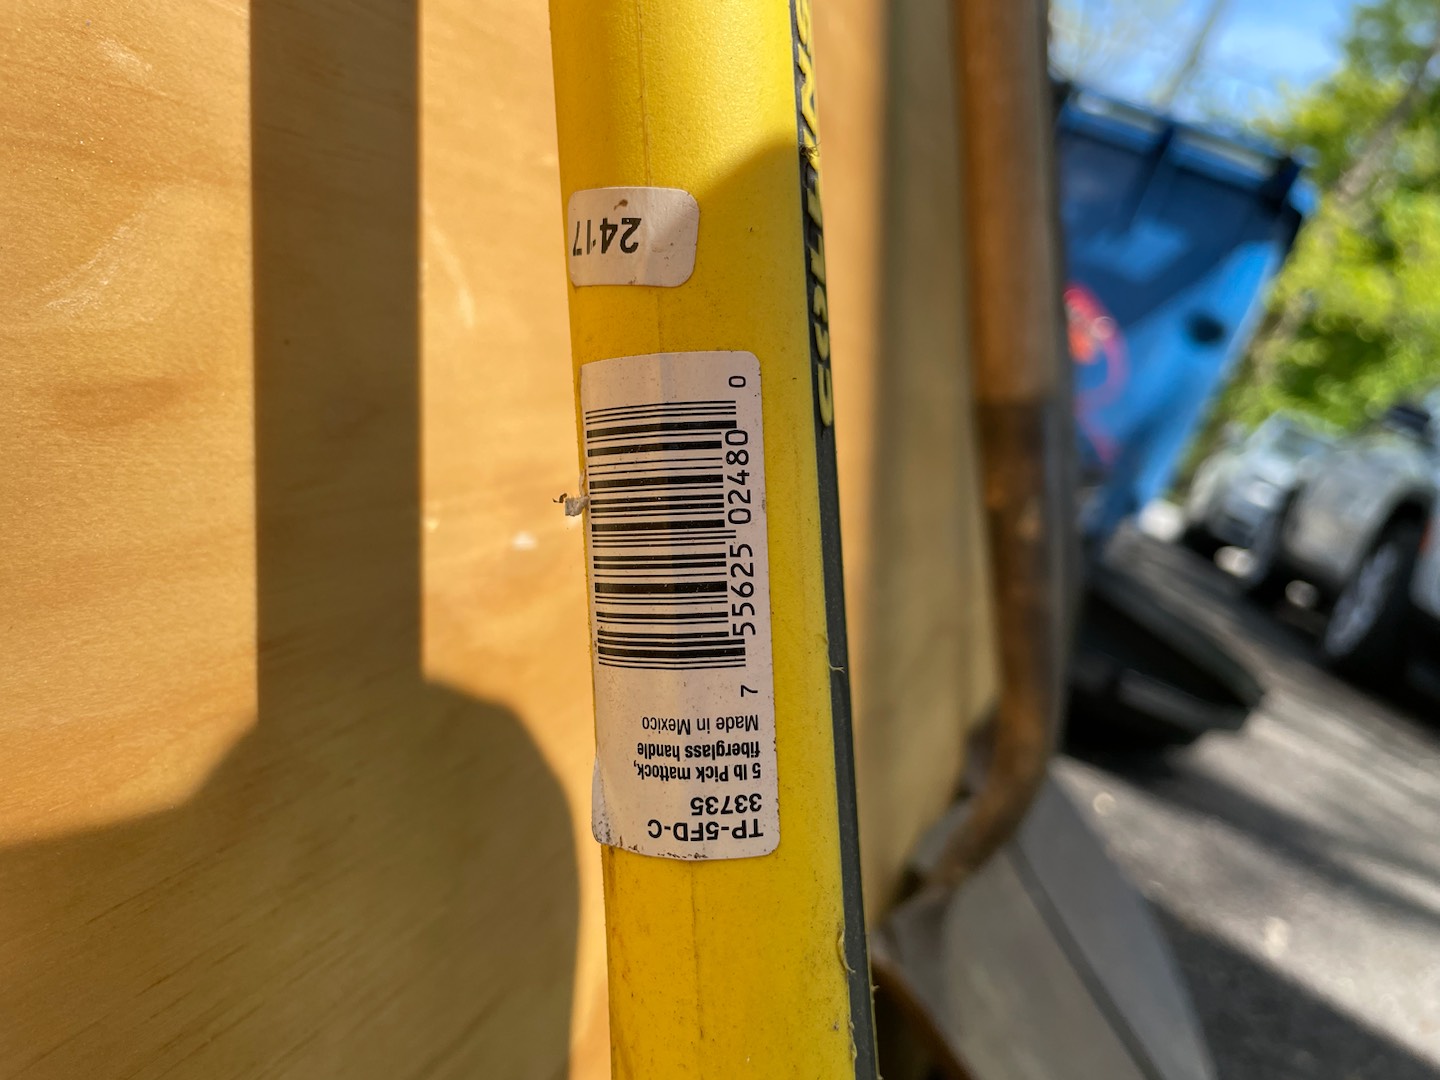 TP-5FD-C
33735
5 lb Pick mattock,
fiberglass handle
Made in Mexico
7 55625 02480 0
24'17